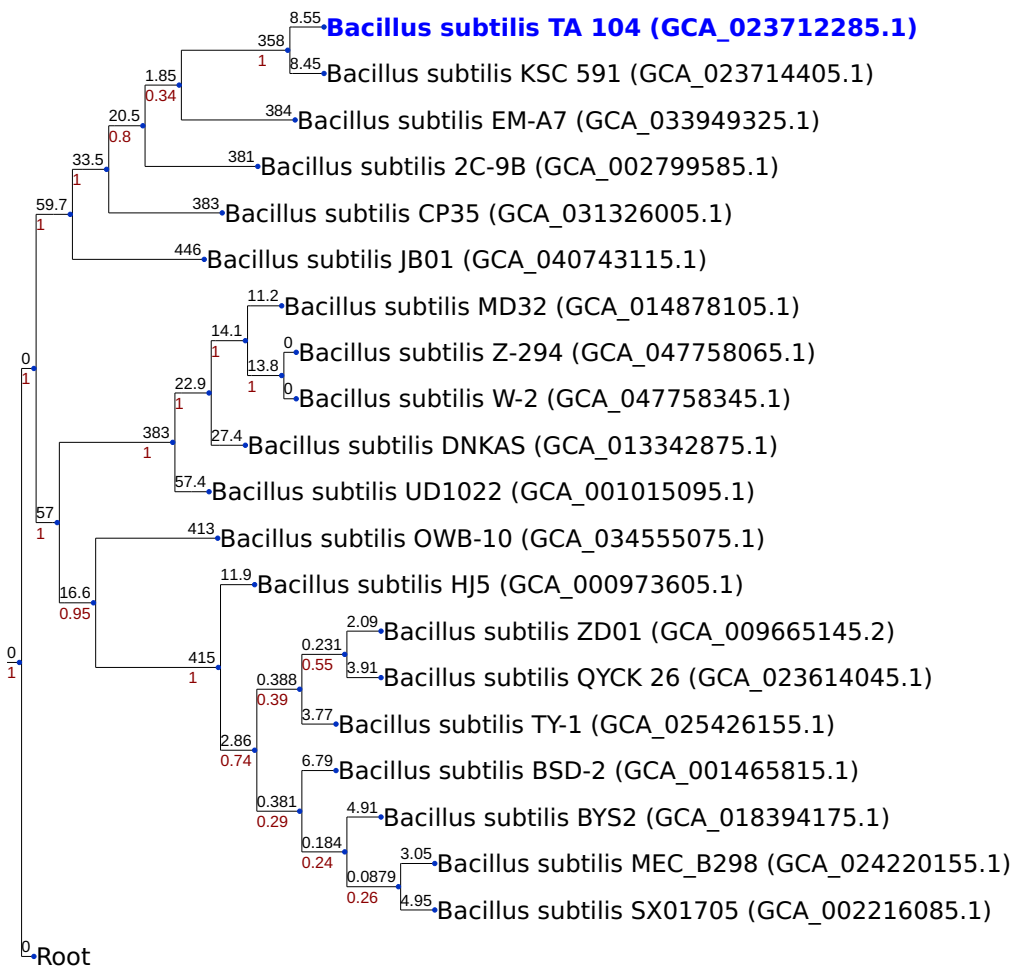 8.55
Bacillus subtilis TA 104 (GCA_023712285.1)
358
1
8.45
Bacillus subtilis KSC 591 (GCA_023714405.1)
1.85
0.34
384
Bacillus subtilis EM-A7 (GCA_033949325.1)
20.5
0.8
381
Bacillus subtilis 2C-9B (GCA_002799585.1)
33.5
1
383
Bacillus subtilis CP35 (GCA_031326005.1)
59.7
1
446
Bacillus subtilis JB01 (GCA_040743115.1)
11.2
Bacillus subtilis MD32 (GCA_014878105.1)
14.1
1
0
Bacillus subtilis Z-294 (GCA_047758065.1)
0
1
13.8
1
0
Bacillus subtilis W-2 (GCA_047758345.1)
22.9
1
383
1
27.4
Bacillus subtilis DNKAS (GCA_013342875.1)
57.4
Bacillus subtilis UD1022 (GCA_001015095.1)
57
1
413
Bacillus subtilis OWB-10 (GCA_034555075.1)
11.9
Bacillus subtilis HJ5 (GCA_000973605.1)
16.6
0.95
2.09
Bacillus subtilis ZD01 (GCA_009665145.2)
0
1
415
1
0.231
0.55
3.91
Bacillus subtilis QYCK 26 (GCA_023614045.1)
0.388
0.39
3.77
Bacillus subtilis TY-1 (GCA_025426155.1)
2.86
0.74
6.79
Bacillus subtilis BSD-2 (GCA_001465815.1)
0.381
0.29
4.91
Bacillus subtilis BYS2 (GCA_018394175.1)
0.184
0.24
3.05
Bacillus subtilis MEC_B298 (GCA_024220155.1)
0.0879
0.26
4.95
Bacillus subtilis SX01705 (GCA_002216085.1)
0
Root